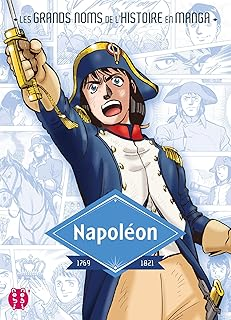 - LES GRANDS NOMS DE L'HISTOIRE EN MANGA -
Napoléon
1769 1821